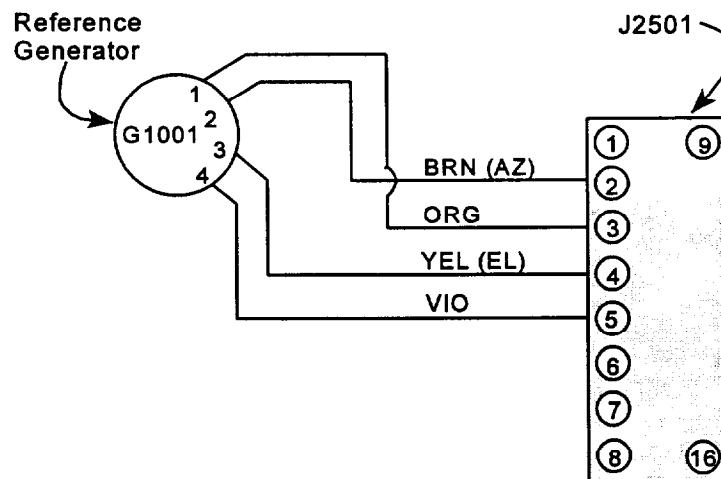 Reference
Generator
J2501
G1001
1
2
3
4
BRN (AZ)
ORG
YEL (EL)
VIO
1
9
2
3
4
5
6
7
8
16